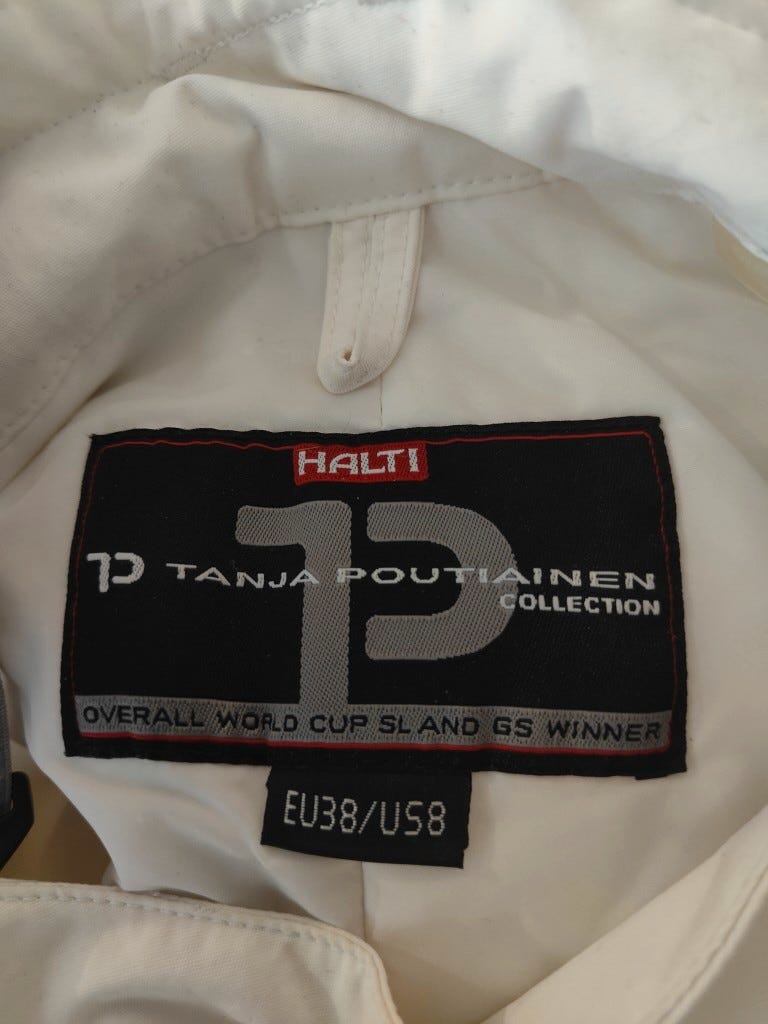 HALTI
TP TANJA POUTIAINEN
COLLECTION
OVERALL WORLD CUP SL AND GS WINNER
EU38/US8